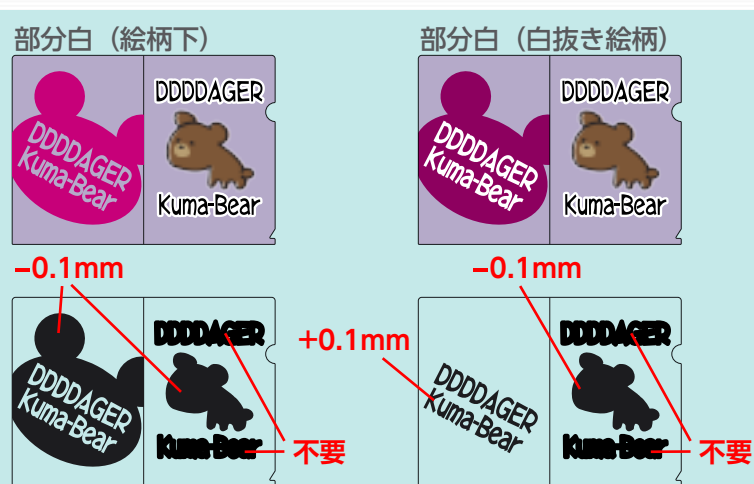 部分白（絵柄下）
DDDDAGER
DDDDAGER
Kuma-Bear
Kuma-Bear
部分白（白抜き絵柄）
DDDDAGER
DDDDAGER
Kuma-Bear
Kuma-Bear
−0.1mm
DDDDAGER
DDDDAGER
Kuma-Bear
Kuma-Bear
不要
−0.1mm
+0.1mm
DDDDAGER
DDDDAGER
Kuma-Bear
Kuma-Bear
不要